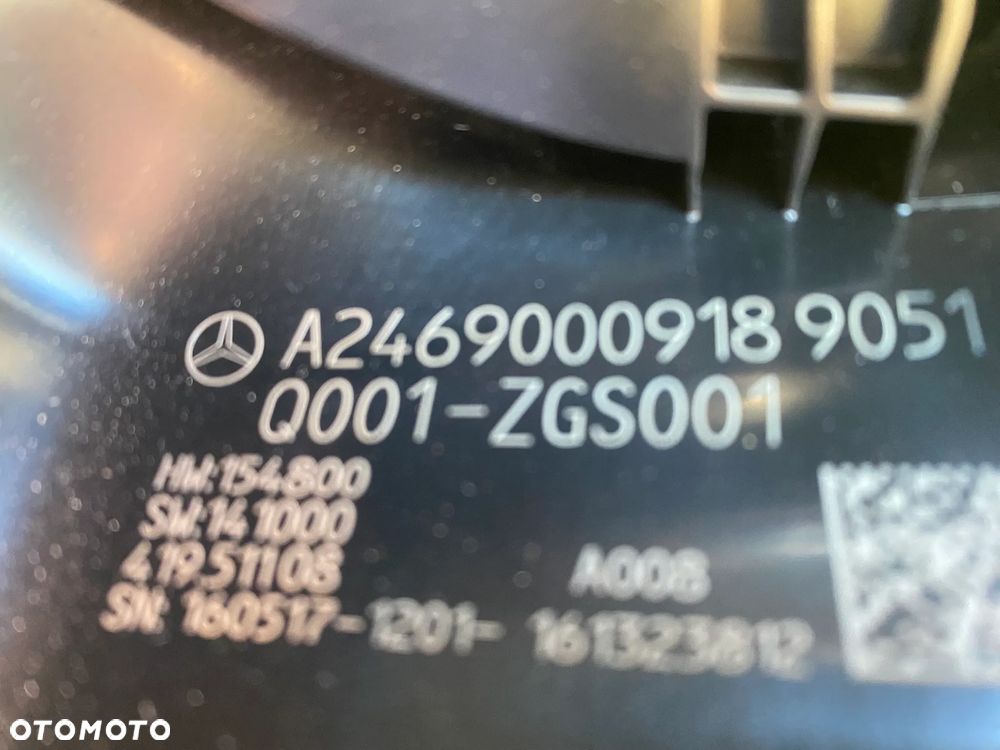 A2469000918 9051
Q001-ZGS001
HW:154800
SW:141000
41951108
A008
SN: 160517-1201- 161323812
OTOMOTO